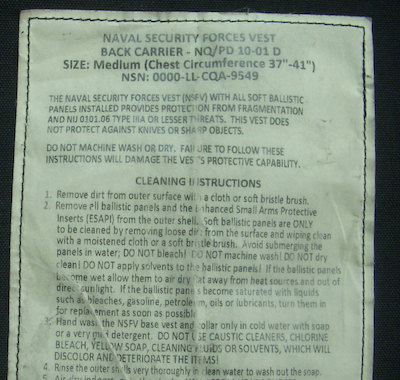 NAVAL SECURITY FORCES VEST
BACK CARRIER - NO/PD 10-01 D
SIZE: Medium (Chest Circumference 37"-41")
NSN: 0000-LL-CQA-9549
THE NAVAL SECURITY FORCES VEST (NSFV) WITH ALL SOFT BALLISTIC
PANELS INSTALLED PROVIDES PROTECTION FROM FRAGMENTATION
AND NIJ 0101.06 TYPE IIIA OR LESSER THREATS. THIS VEST DOES
NOT PROTECT AGAINST KNIVES OR SHARP OBJECTS.
DO NOT MACHINE WASH OR DRY. FAILURE TO FOLLOW THESE
INSTRUCTIONS WILL DAMAGE THE VEST'S PROTECTIVE CAPABILITY.
CLEANING INSTRUCTIONS
1. Remove dirt from outer surface with a cloth or soft bristle brush.
2. Remove all ballistic panels and the Enhanced Small Arms Protective
Inserts (ESAPI) from the outer shell. Soft ballistic panels are ONLY
to be cleaned by removing loose dirt from the surface and wiping clean
with a moistened cloth or a soft bristle brush. Avoid submerging the
panels in water; DO NOT bleach! DO NOT machine wash! DO NOT dry
clean! DO NOT apply solvents to the ballistic panels! If the ballistic panels
become wet allow them to air dry flat away from heat sources and out of
direct sunlight. If the ballistic panels become saturated with liquids
such as bleaches, gasoline, petroleum, oils or lubricants, turn them in
for replacement as soon as possible.
3. Hand wash the NSFV base vest and collar only in cold water with soap
or a very mild detergent. DO NOT USE CAUSTIC CLEANERS, CHLORINE
BLEACH, YELLOW SOAP, CLEANING FLUIDS OR SOLVENTS, WHICH WILL
DISCOLOR AND DETERIORATE THE ITEMS!
4. Rinse the outer shells very thoroughly in clean water to wash out the soap.
5. Air dry